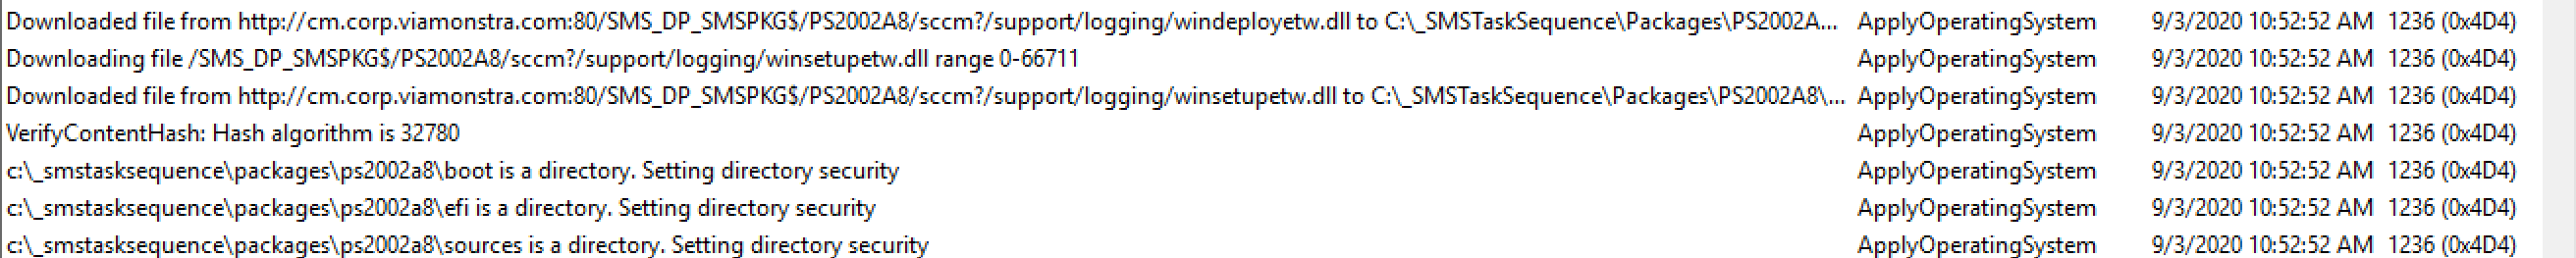 Downloaded file from http://cm.corp.viamonstra.com:80/SMS_DP_SMSPKG$/PS2002A8/sccm?/support/logging/windeployetw.dll to C:\_SMSTaskSequence\Packages\PS2002A... ApplyOperatingSystem 9/3/2020 10:52:52 AM 1236 (0x4D4)
Downloading file /SMS_DP_SMSPKG$/PS2002A8/sccm?/support/logging/winsetupetw.dll range 0-66711 ApplyOperatingSystem 9/3/2020 10:52:52 AM 1236 (0x4D4)
Downloaded file from http://cm.corp.viamonstra.com:80/SMS_DP_SMSPKG$/PS2002A8/sccm?/support/logging/winsetupetw.dll to C:\_SMSTaskSequence\Packages\PS2002A8\... ApplyOperatingSystem 9/3/2020 10:52:52 AM 1236 (0x4D4)
VerifyContentHash: Hash algorithm is 32780 ApplyOperatingSystem 9/3/2020 10:52:52 AM 1236 (0x4D4)
c:\_smstasksequence\packages\ps2002a8\boot is a directory. Setting directory security ApplyOperatingSystem 9/3/2020 10:52:52 AM 1236 (0x4D4)
c:\_smstasksequence\packages\ps2002a8\efi is a directory. Setting directory security ApplyOperatingSystem 9/3/2020 10:52:52 AM 1236 (0x4D4)
c:\_smstasksequence\packages\ps2002a8\sources is a directory. Setting directory security ApplyOperatingSystem 9/3/2020 10:52:52 AM 1236 (0x4D4)